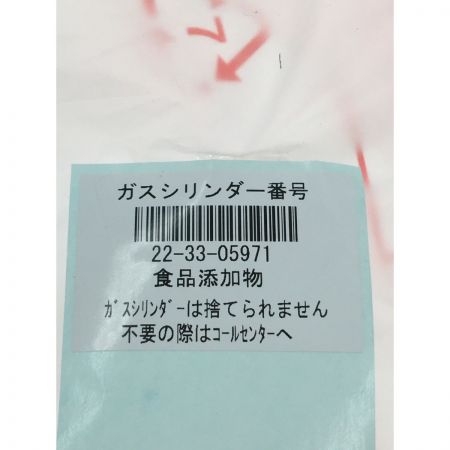 ガスシリンダー番号
22-33-05971
食品添加物
ｶﾞｽｼﾘﾝﾀﾞｰは捨てられません
不要の際はｺｰﾙｾﾝﾀｰへ